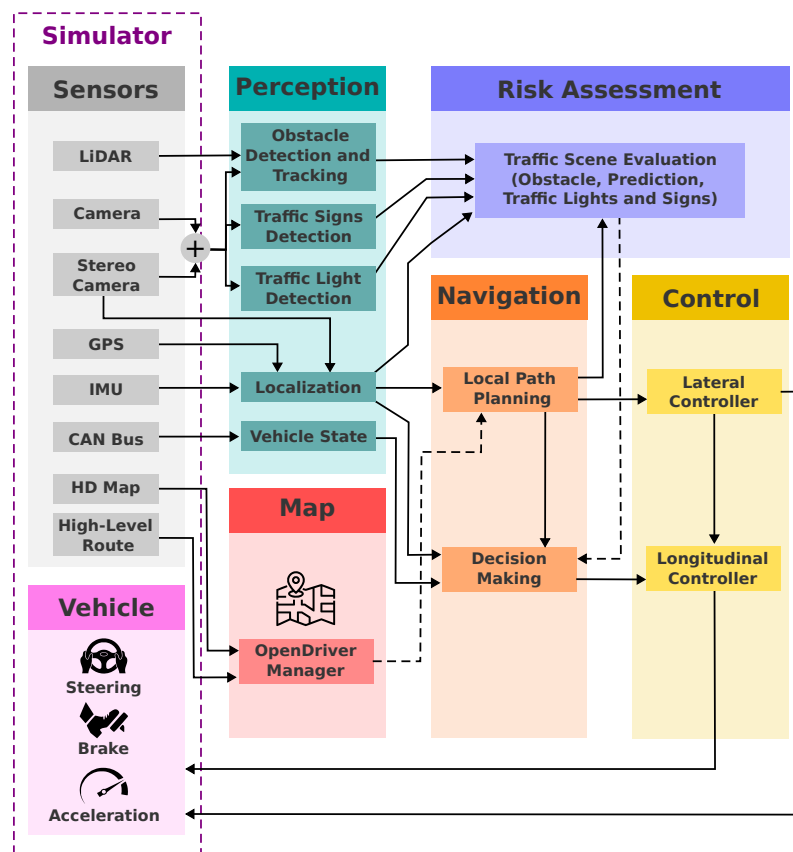 Simulator
Sensors
LiDAR
Camera
Stereo
Camera
GPS
IMU
CAN Bus
HD Map
High-Level
Route
Vehicle
Steering
Brake
Acceleration
+
Perception
Obstacle
Detection and
Tracking
Traffic Signs
Detection
Traffic Light
Detection
Localization
Vehicle State
Map
OpenDriver
Manager
Risk Assessment
Traffic Scene Evaluation
(Obstacle, Prediction,
Traffic Lights and Signs)
Navigation
Local Path
Planning
Decision
Making
Control
Lateral
Controller
Longitudinal
Controller